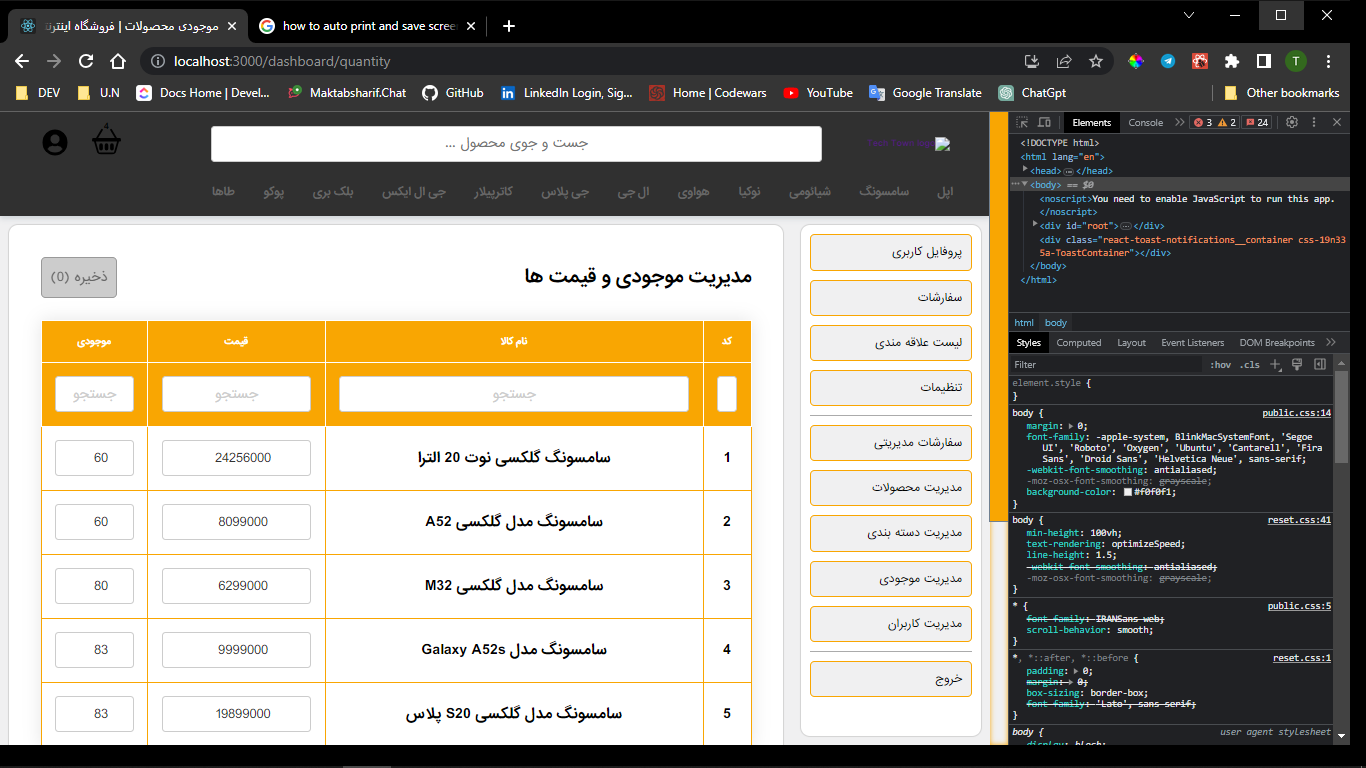 موجودی محصولات | فروشگاه اینترنت
how to auto print and save scree
localhost:3000/dashboard/quantity
T
DEV
U.N
Docs Home | Devel...
Maktabsharif.Chat
GitHub
LinkedIn Login, Sig...
Home | Codewars
YouTube
Google Translate
ChatGpt
Other bookmarks
4
جست و جوی محصول ...
اپل
سامسونگ
شیائومی
نوکیا
هواوی
ال جی
جی پلاس
کاترپیلار
جی ال ایکس
بلک بری
پوکو
طاها
پروفایل کاربری
سفارشات
لیست علاقه مندی
تنظیمات
سفارشات مدیریتی
مدیریت محصولات
مدیریت دسته بندی
مدیریت موجودی
مدیریت کاربران
خروج
مدیریت موجودی و قیمت ها
ذخیره (0)
کد نام کالا قیمت موجودی
جستجو جستجو جستجو
1 سامسونگ گلکسی نوت 20 الترا 24256000 60
2 سامسونگ مدل گلکسی A52 8099000 60
3 سامسونگ مدل گلکسی M32 6299000 80
4 سامسونگ مدل Galaxy A52s 9999000 83
5 سامسونگ مدل گلکسی S20 پلاس 19899000 83
Elements Console 3 2 24
<!DOCTYPE html>
<html lang="en">
<head>…</head>
<body> == $0
<noscript>You need to enable JavaScript to run this app.
</noscript>
<div id="root">…</div>
<div class="react-toast-notifications__container css-19n33
5a-ToastContainer"></div>
</body>
</html>
html body
Styles Computed Layout Event Listeners DOM Breakpoints
Filter :hov .cls
element.style {
}
body { public.css:14
margin: 0;
font-family: -apple-system, BlinkMacSystemFont, 'Segoe
UI', 'Roboto', 'Oxygen', 'Ubuntu', 'Cantarell', 'Fira
Sans', 'Droid Sans', 'Helvetica Neue', sans-serif;
-webkit-font-smoothing: antialiased;
-moz-osx-font-smoothing: grayscale;
background-color: #f0f0f1;
}
body { reset.css:41
min-height: 100vh;
text-rendering: optimizeSpeed;
line-height: 1.5;
-webkit-font-smoothing: antialiased;
-moz-osx-font-smoothing: grayscale;
}
* { public.css:5
font-family: IRANSans web;
scroll-behavior: smooth;
}
*, *::after, *::before { reset.css:1
padding: 0;
margin: 0;
box-sizing: border-box;
font-family: 'Lato', sans-serif;
}
body { user agent stylesheet
display: block;